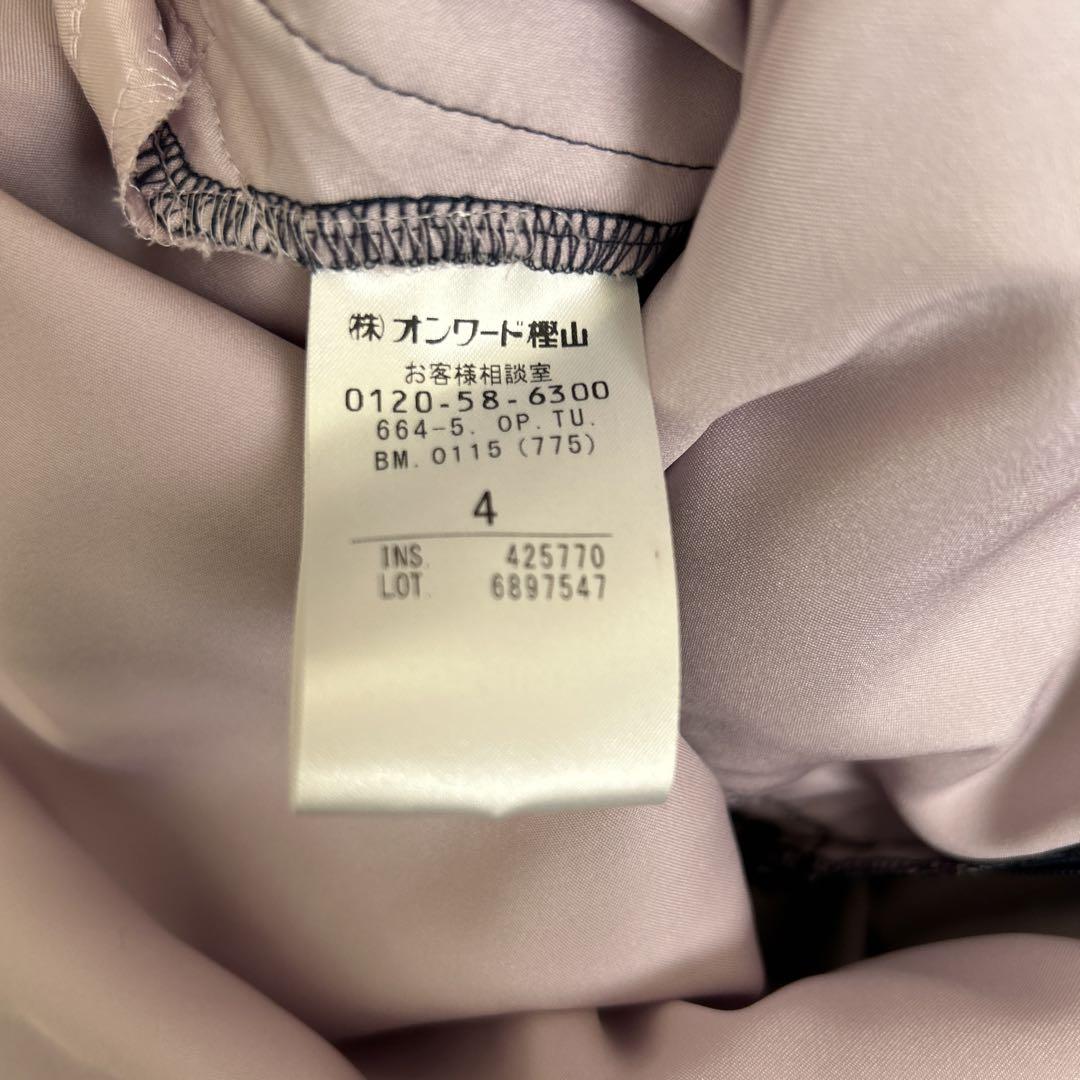 (株)オンワード樫山
お客様相談室
0120-58-6300
664-5. OP. TU.
BM. 0115 (775)
4
INS. 425770
LOT. 6897547